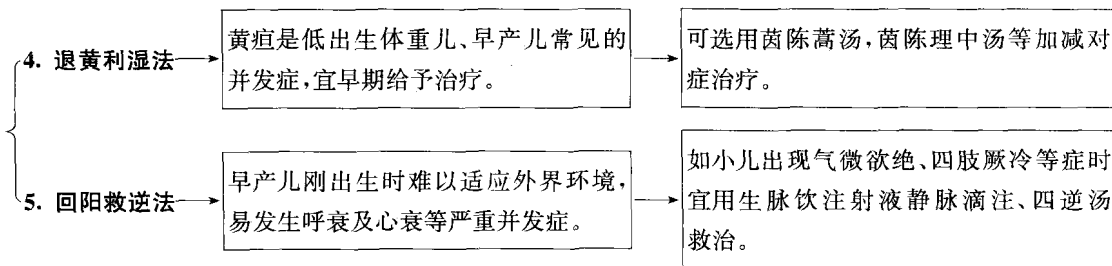 4. 退黄利湿法
黄疸是低出生体重儿、早产儿常见的
并发症,宜早期给予治疗。
可选用茵陈蒿汤,茵陈理中汤等加减对
症治疗。
5. 回阳救逆法
早产儿刚出生时难以适应外界环境,
易发生呼衰及心衰等严重并发症。
如小儿出现气微欲绝、四肢厥冷等症时
宜用生脉饮注射液静脉滴注、四逆汤
救治。